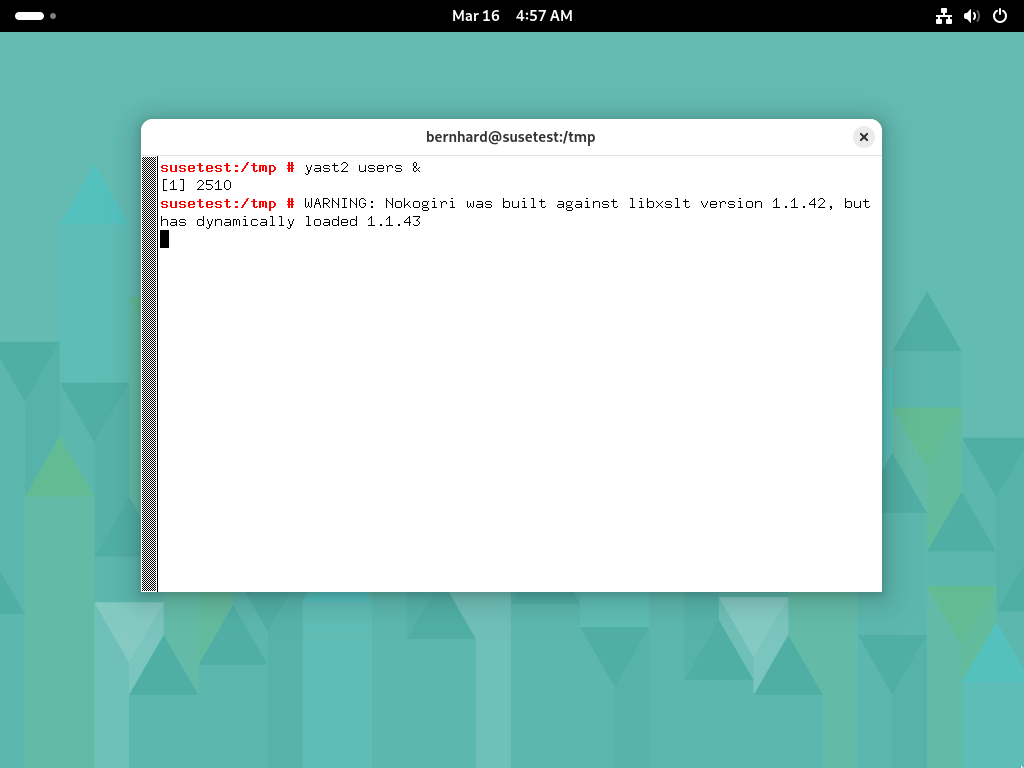 Mar 16 4:57 AM
bernhard@susetest:/tmp
susetest:/tmp # yast2 users &
[1] 2510
susetest:/tmp # WARNING: Nokogiri was built against libxslt version 1.1.42, but
has dynamically loaded 1.1.43